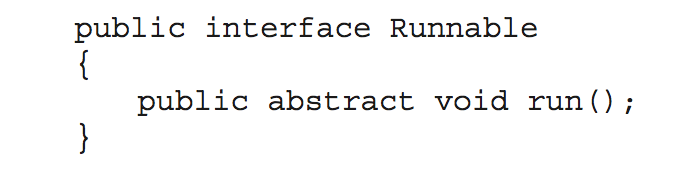 public interface Runnable
{
public abstract void run();
}